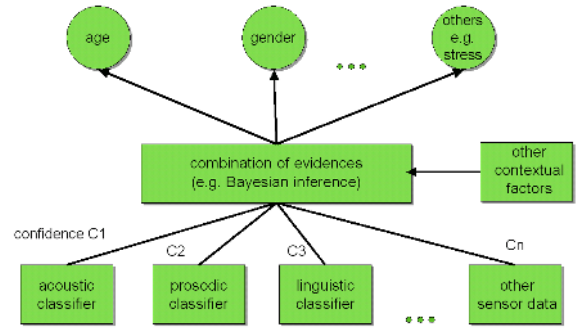 age
gender
others
e.g.
stress
combination of evidences
(e.g. Bayesian inference)
other
contextual
factors
confidence C1
C2
C3
Cn
acoustic
classifier
prosodic
classifier
linguistic
classifier
other
sensor data